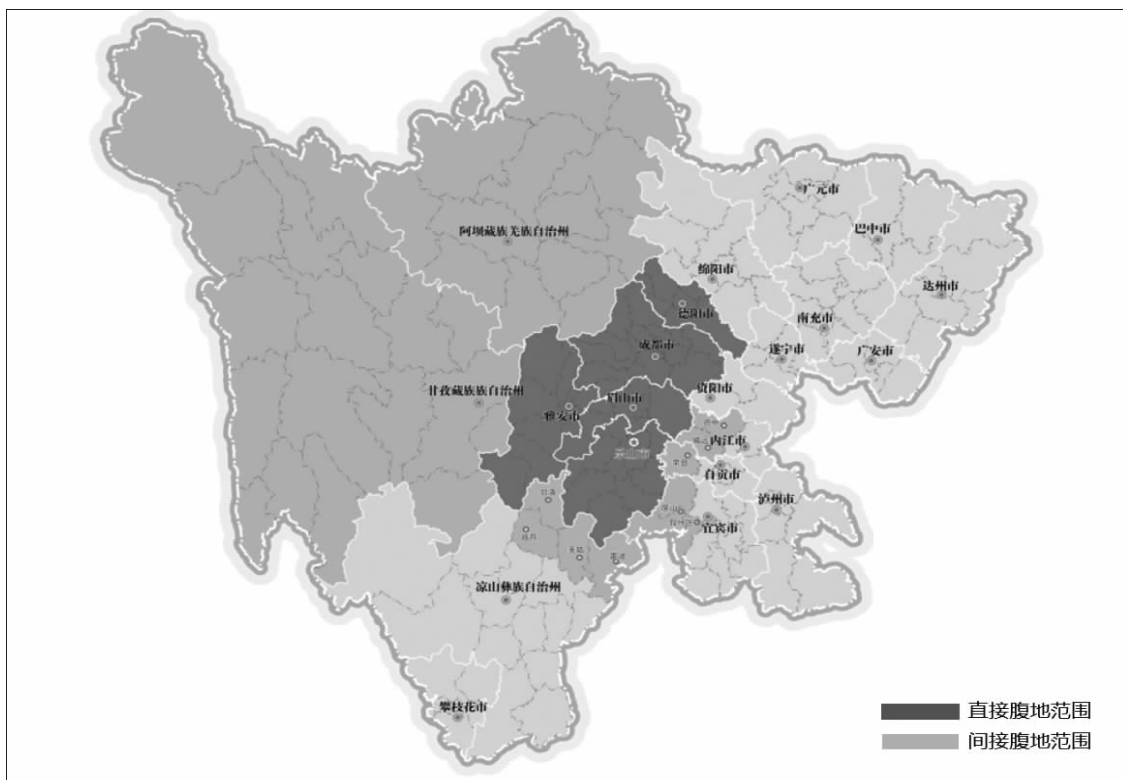 广元市
巴中市
阿坝藏族羌族自治州
绵阳市
达州市
德阳市
南充市
成都市
遂宁市
广安市
甘孜藏族自治州
资阳市
眉山市
雅安市
乐山市
内江市
自贡市
泸州市
宜宾市
凉山彝族自治州
攀枝花市
直接腹地范围
间接腹地范围